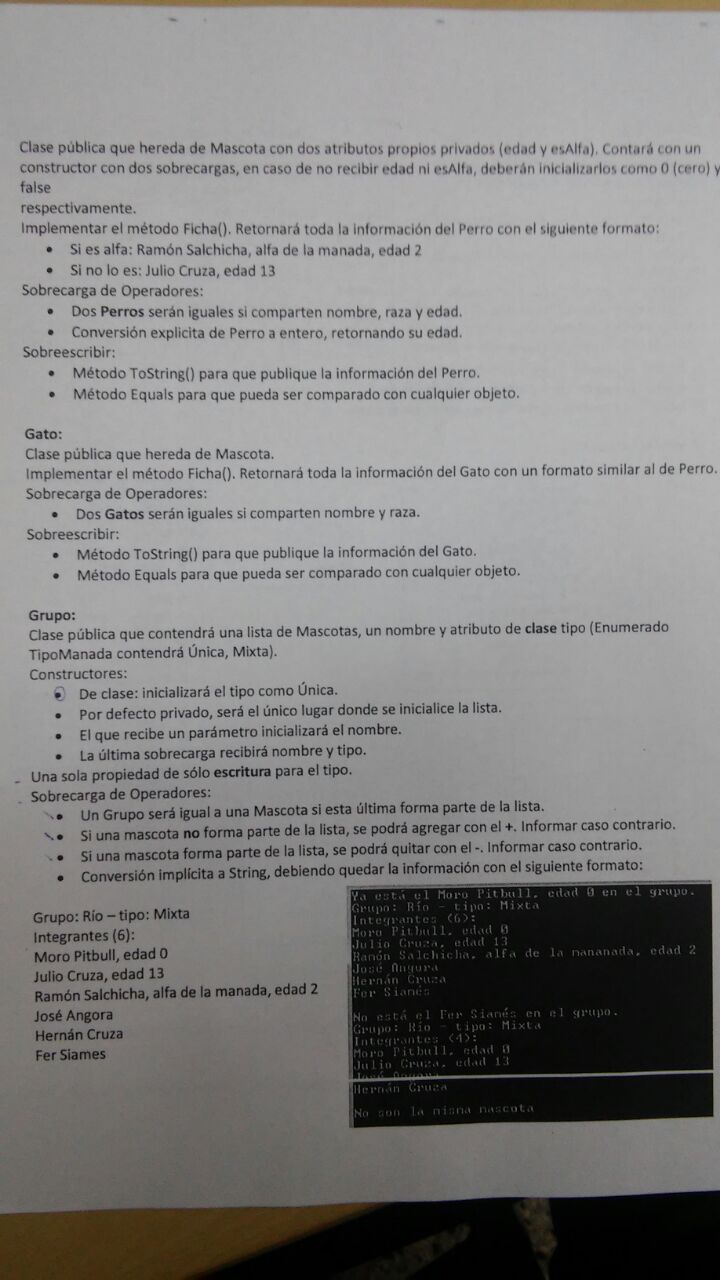 Clase pública que hereda de Mascota con dos atributos propios privados (edad y esAlfa). Contará con un
constructor con dos sobrecargas, en caso de no recibir edad ni esAlfa, deberán inicializarlos como 0 (cero) y
false
respectivamente.
Implementar el método Ficha(). Retornará toda la información del Perro con el siguiente formato:
• Si es alfa: Ramón Salchicha, alfa de la manada, edad 2
• Si no lo es: Julio Cruza, edad 13
Sobrecarga de Operadores:
• Dos Perros serán iguales si comparten nombre, raza y edad.
• Conversión explicita de Perro a entero, retornando su edad.
Sobreescribir:
• Método ToString() para que publique la información del Perro.
• Método Equals para que pueda ser comparado con cualquier objeto.
Gato:
Clase pública que hereda de Mascota.
Implementar el método Ficha(). Retornará toda la información del Gato con un formato similar al de Perro.
Sobrecarga de Operadores:
• Dos Gatos serán iguales si comparten nombre y raza.
Sobreescribir:
• Método ToString() para que publique la información del Gato.
• Método Equals para que pueda ser comparado con cualquier objeto.
Grupo:
Clase pública que contendrá una lista de Mascotas, un nombre y atributo de clase tipo (Enumerado
TipoManada contendrá Única, Mixta).
Constructores:
• De clase: inicializará el tipo como Única.
• Por defecto privado, será el único lugar donde se inicialice la lista.
• El que recibe un parámetro inicializará el nombre.
• La última sobrecarga recibirá nombre y tipo.
Una sola propiedad de sólo escritura para el tipo.
Sobrecarga de Operadores:
• Un Grupo será igual a una Mascota si esta última forma parte de la lista.
• Si una mascota no forma parte de la lista, se podrá agregar con el +. Informar caso contrario.
• Si una mascota forma parte de la lista, se podrá quitar con el -. Informar caso contrario.
• Conversión implícita a String, debiendo quedar la información con el siguiente formato:
Grupo: Río – tipo: Mixta
Integrantes (6):
Moro Pitbull, edad 0
Julio Cruza, edad 13
Ramón Salchicha, alfa de la manada, edad 2
José Angora
Hernán Cruza
Fer Siames
Ya está el Moro Pitbull, edad 0 en el grupo.
Grupo: Río - tipo: Mixta
Integrantes (6):
Moro Pitbull, edad 0
Julio Cruza, edad 13
Ramón Salchicha, alfa de la mananada, edad 2
José Angora
Hernán Cruza
Fer Siamés
No está el Fer Siamés en el grupo.
Grupo: Río - tipo: Mixta
Integrantes (4):
Moro Pitbull, edad 0
Julio Cruza, edad 13
José Angora
Hernán Cruza
No son la misma mascota